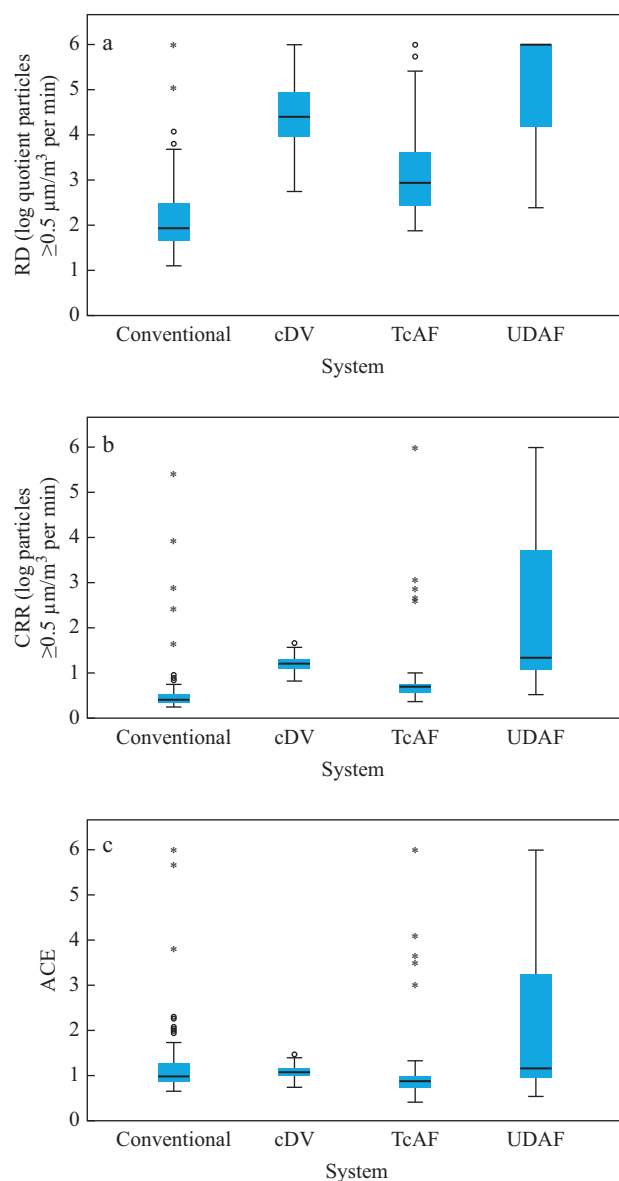 a
RD (log quotient particles
≥0.5 μm/m³ per min)
6
5
4
3
2
1
0
Conventional cDV TcAF UDAF
System
b
CRR (log particles
≥0.5 μm/m³ per min)
6
5
4
3
2
1
0
Conventional cDV TcAF UDAF
System
c
ACE
6
5
4
3
2
1
0
Conventional cDV TcAF UDAF
System